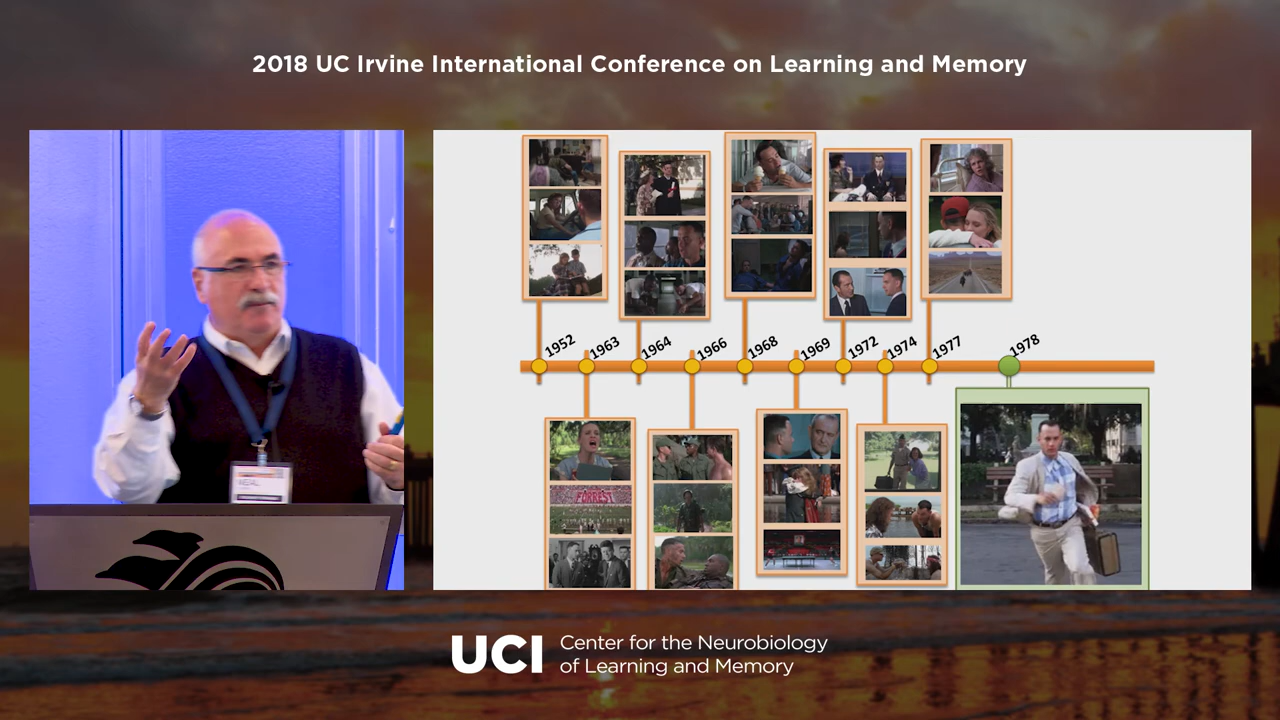 2018 UC Irvine International Conference on Learning and Memory
1952
1963
1964
1966
1968
1969
1972
1974
1977
1978
FORREST
NEAL
UCI
Center for the Neurobiology
of Learning and Memory